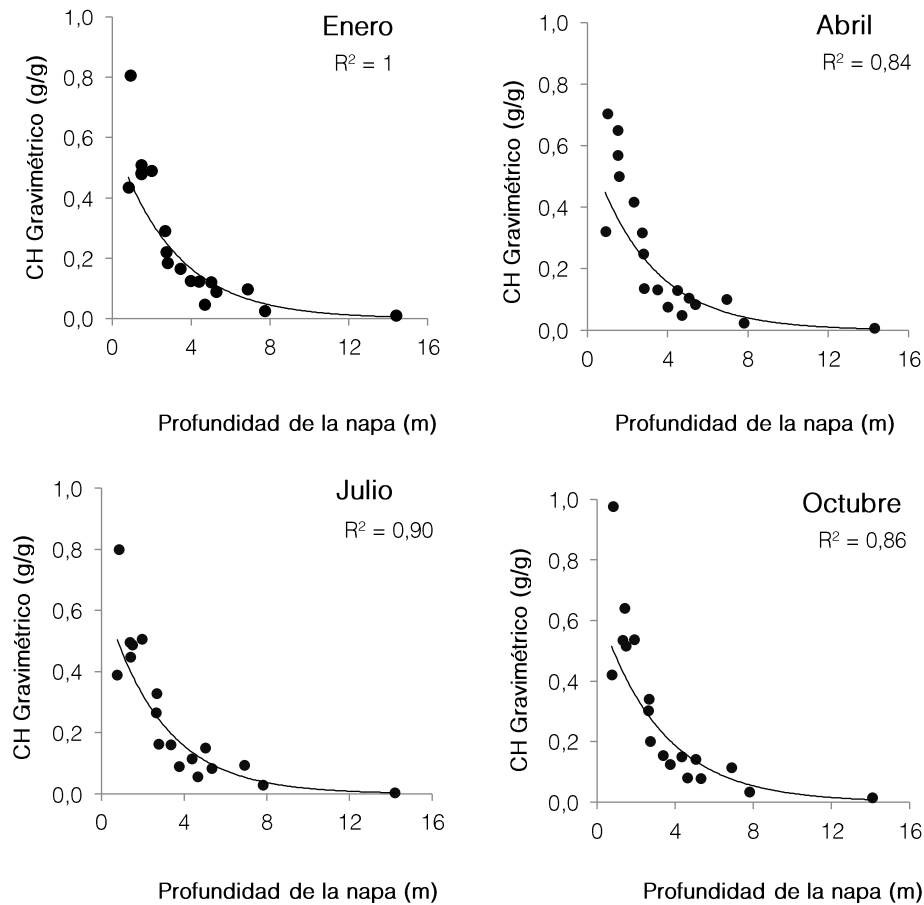 Enero
R² = 1
CH Gravimétrico (g/g)
1,0
0,8
0,6
0,4
0,2
0,0
0 4 8 12 16
Profundidad de la napa (m)
Abril
R² = 0,84
CH Gravimétrico (g/g)
1,0
0,8
0,6
0,4
0,2
0,0
0 4 8 12 16
Profundidad de la napa (m)
Julio
R² = 0,90
CH Gravimétrico (g/g)
1,0
0,8
0,6
0,4
0,2
0,0
0 4 8 12 16
Profundidad de la napa (m)
Octubre
R² = 0,86
CH Gravimétrico (g/g)
1,0
0,8
0,6
0,4
0,2
0,0
0 4 8 12 16
Profundidad de la napa (m)